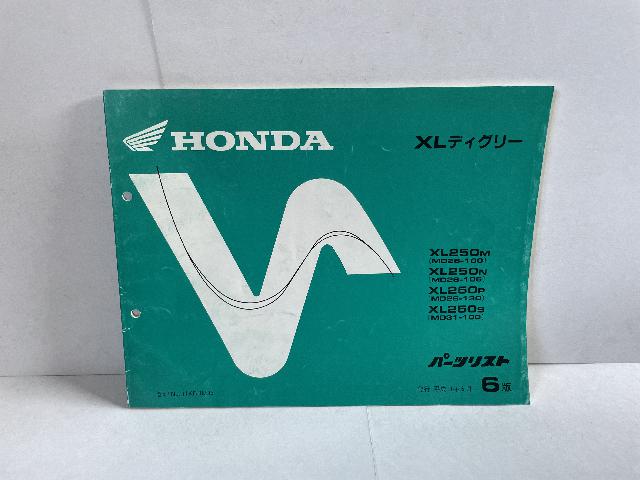 HONDA
XLディグリー
XL250M
(MD26-100)
XL250N
(MD26-105)
XL250P
(MD26-130)
XL250S
(MD31-100)
パーツリスト
6版